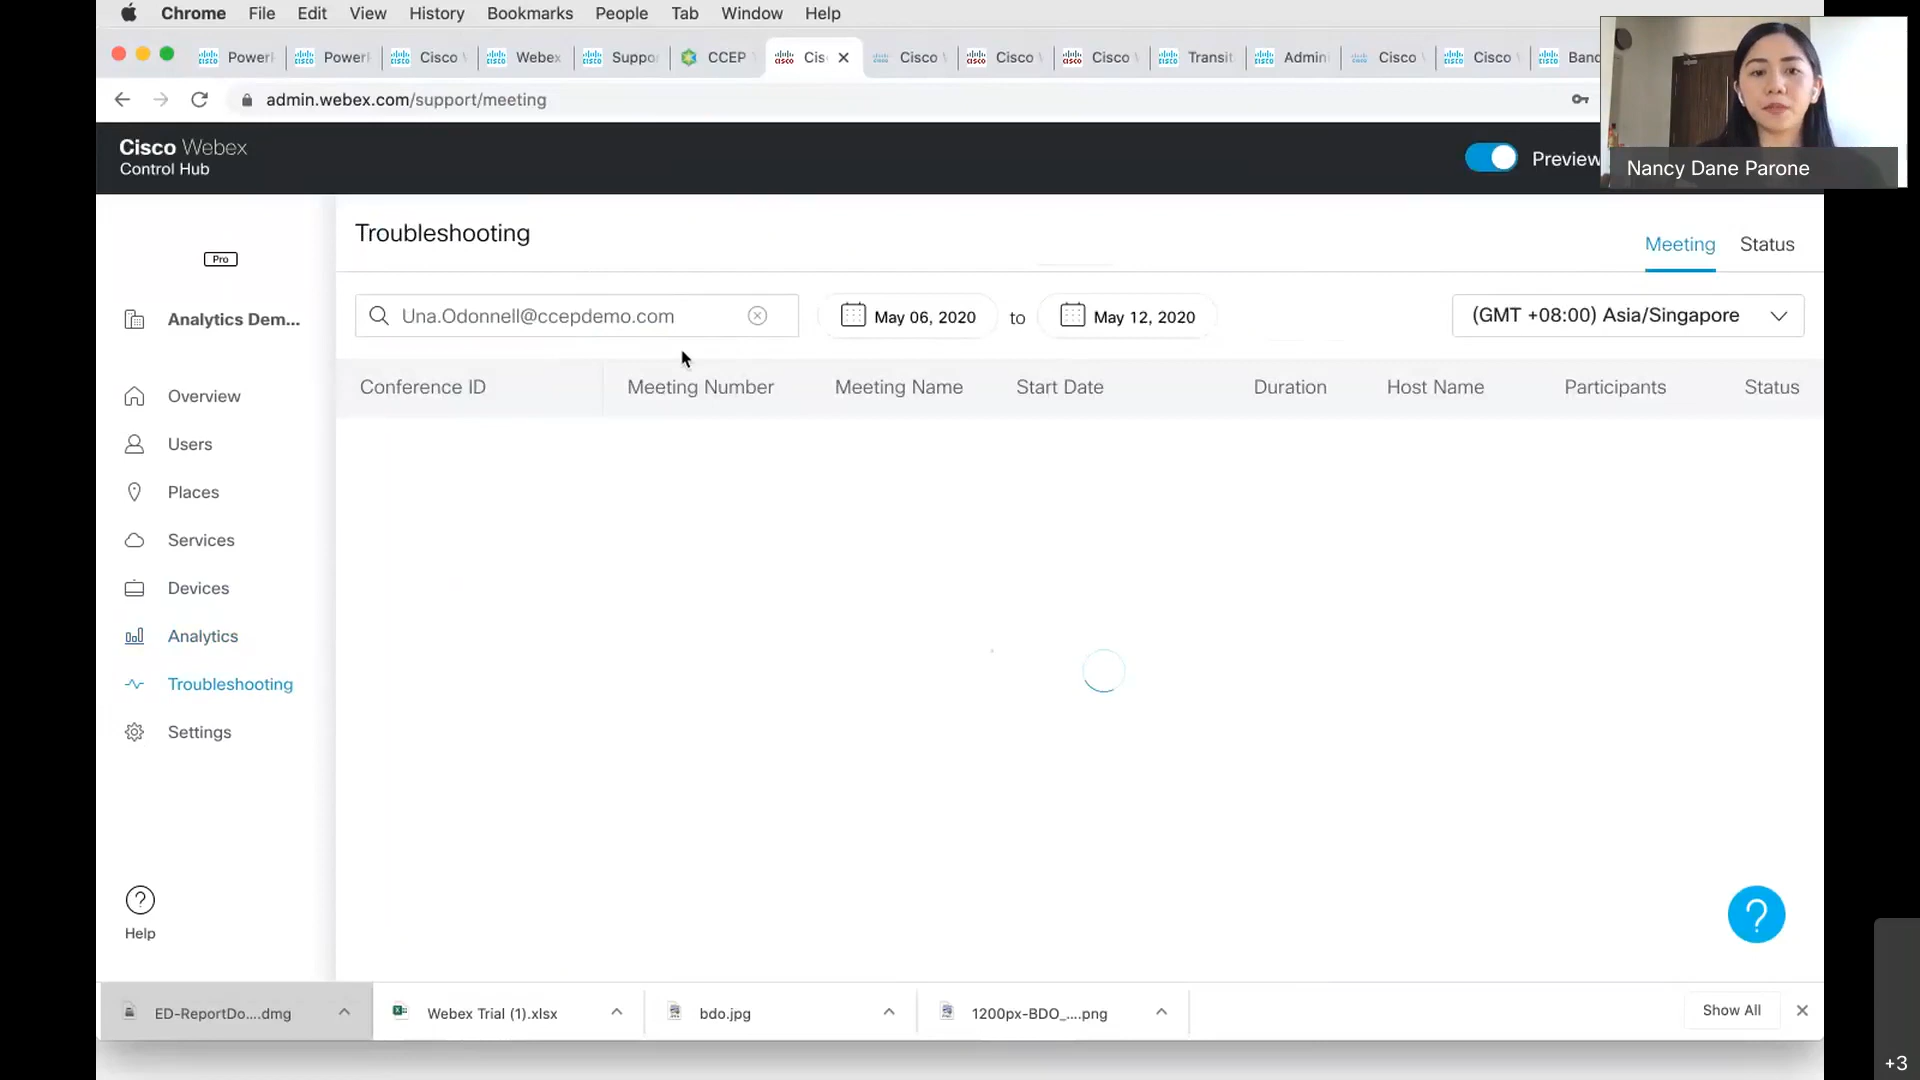 Chrome File Edit View History Bookmarks People Tab Window Help
Power Power Cisco Webex Suppo CCEP Cis Cisco Cisco Cisco Transit Admin Cisco Cisco Banc
admin.webex.com/support/meeting
Cisco Webex
Control Hub
Preview
Nancy Dane Parone
Pro
Analytics Dem...
Overview
Users
Places
Services
Devices
Analytics
Troubleshooting
Settings
Help
Troubleshooting
Meeting Status
Una.Odonnell@ccepdemo.com May 06, 2020 to May 12, 2020 (GMT +08:00) Asia/Singapore
Conference ID Meeting Number Meeting Name Start Date Duration Host Name Participants Status
?
ED-ReportDo....dmg Webex Trial (1).xlsx bdo.jpg 1200px-BDO_....png Show All
+3